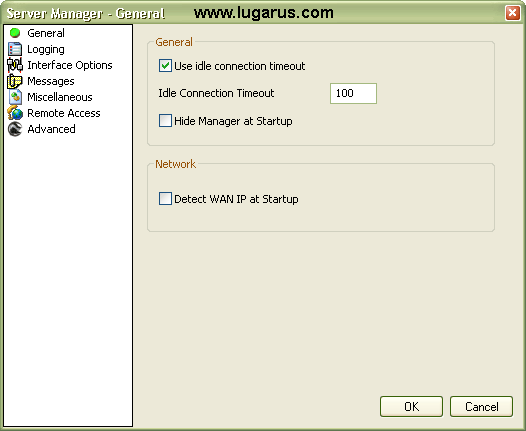 Server Manager - General
www.lugarus.com
General
Logging
Interface Options
Messages
Miscellaneous
Remote Access
Advanced
General
Use idle connection timeout
Idle Connection Timeout 100
Hide Manager at Startup
Network
Detect WAN IP at Startup
OK Cancel